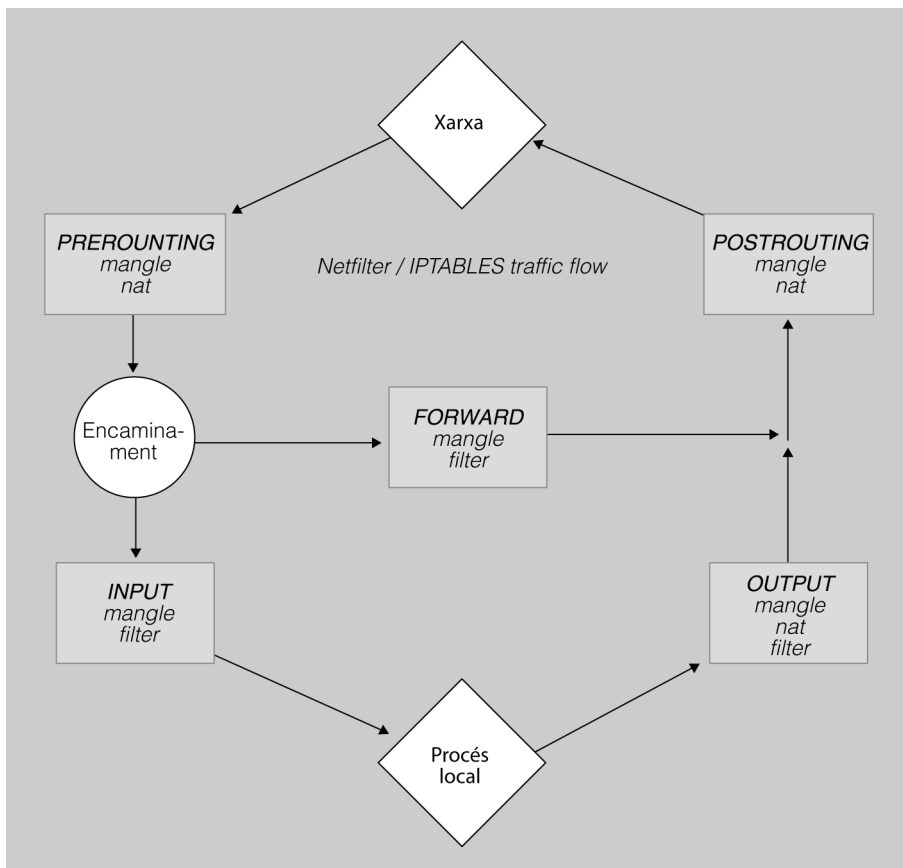 Xarxa
PREROUNTING
mangle
nat
Netfilter / IPTABLES traffic flow
POSTROUTING
mangle
nat
Encamina-
ment
FORWARD
mangle
filter
INPUT
mangle
filter
OUTPUT
mangle
nat
filter
Procés
local